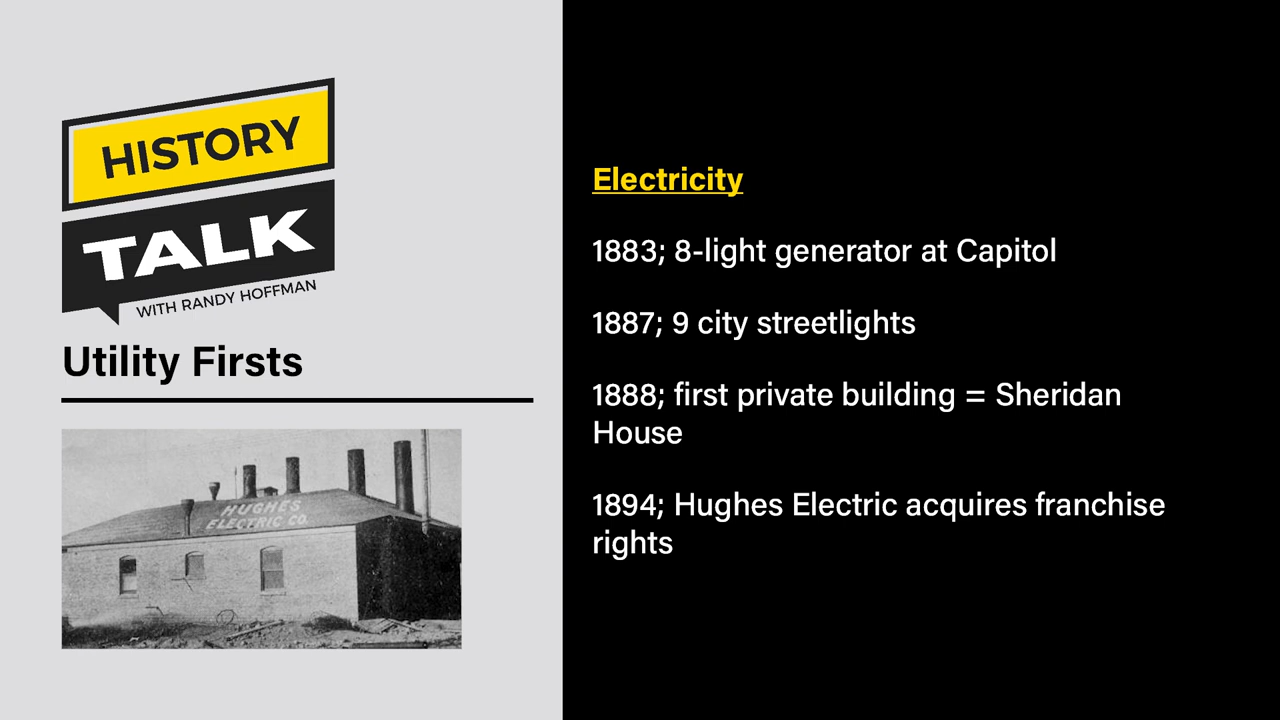 HISTORY
TALK
WITH RANDY HOFFMAN
Utility Firsts
HUGHES
ELECTRIC CO.
Electricity
1883; 8-light generator at Capitol
1887; 9 city streetlights
1888; first private building = Sheridan
House
1894; Hughes Electric acquires franchise
rights